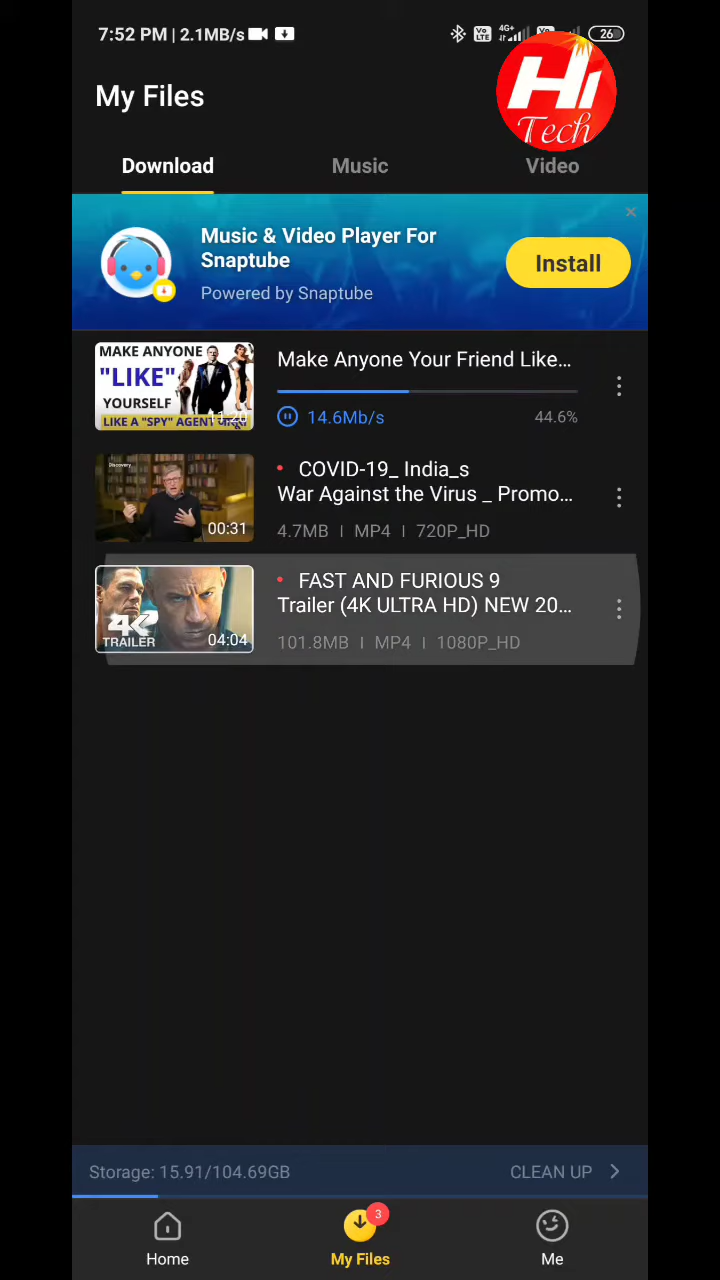 7:52 PM | 2.1MB/s
Vo LTE
4G+
26
Hi
Tech
My Files
Download
Music
Video
Music & Video Player For
Snaptube
Powered by Snaptube
Install
MAKE ANYONE
"LIKE"
YOURSELF
LIKE A "SPY" AGENT
Make Anyone Your Friend Like...
14.6Mb/s
44.6%
Discovery
00:31
COVID-19_ India_s
War Against the Virus _ Promo...
4.7MB | MP4 | 720P_HD
4K
TRAILER
04:04
FAST AND FURIOUS 9
Trailer (4K ULTRA HD) NEW 20...
101.8MB | MP4 | 1080P_HD
Storage: 15.91/104.69GB
CLEAN UP
3
Home
My Files
Me